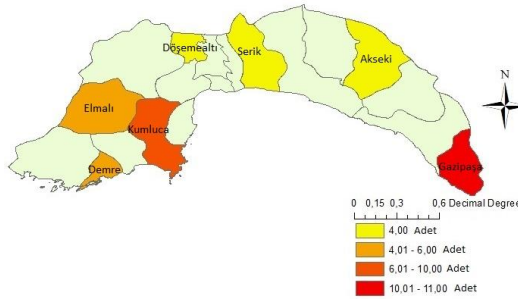 Döşemealtı
Serik
Akseki
Elmalı
Kumluca
Demre
Gazipaşa
N
0 0,15 0,3 0,6 Decimal Degree
4,00 Adet
4,01 - 6,00 Adet
6,01 - 10,00 Adet
10,01 - 11,00 Adet